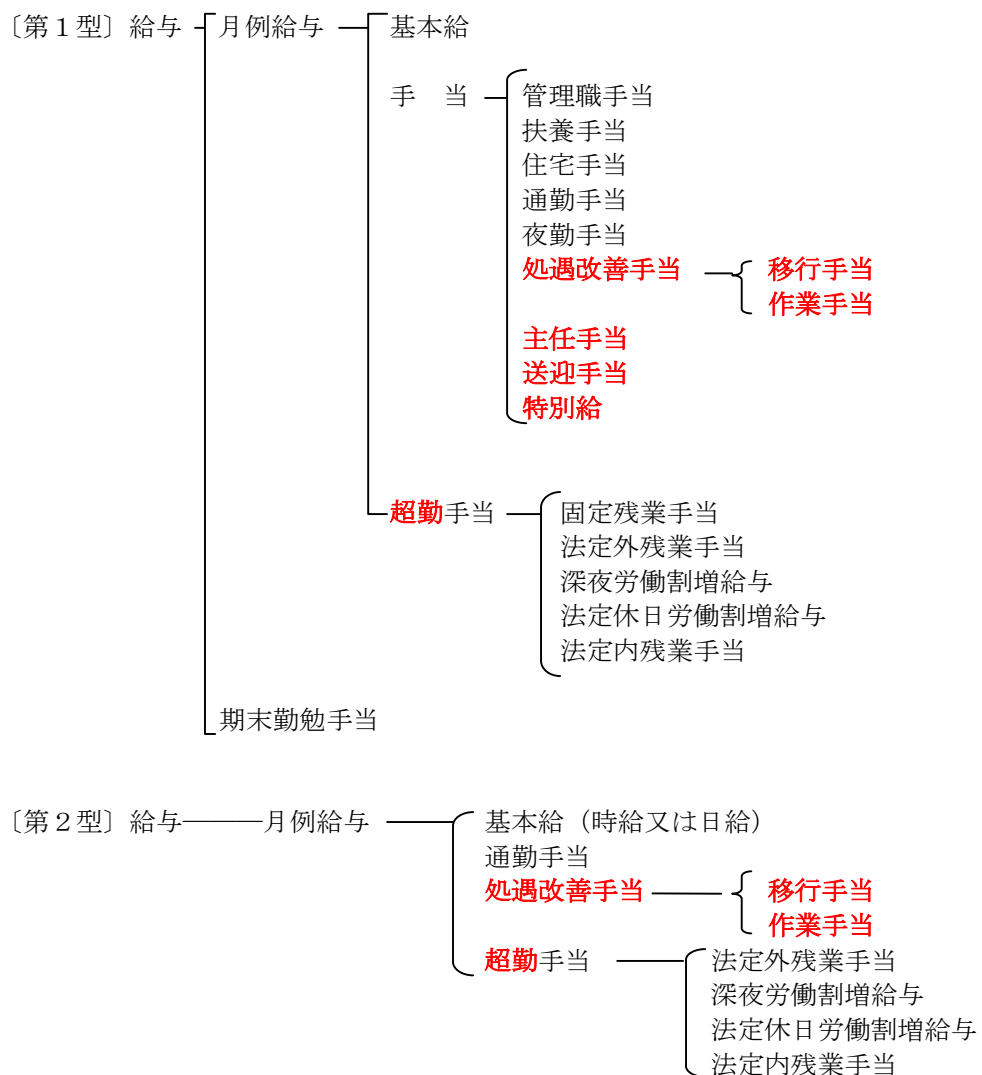 〔第１型〕給与 月例給与 基本給
手　当 管理職手当
扶養手当
住宅手当
通勤手当
夜勤手当
処遇改善手当 移行手当
作業手当
主任手当
送迎手当
特別給
超勤手当 固定残業手当
法定外残業手当
深夜労働割増給与
法定休日労働割増給与
法定内残業手当
期末勤勉手当
〔第２型〕給与―――月例給与 基本給（時給又は日給）
通勤手当
処遇改善手当 移行手当
作業手当
超勤手当 法定外残業手当
深夜労働割増給与
法定休日労働割増給与
法定内残業手当